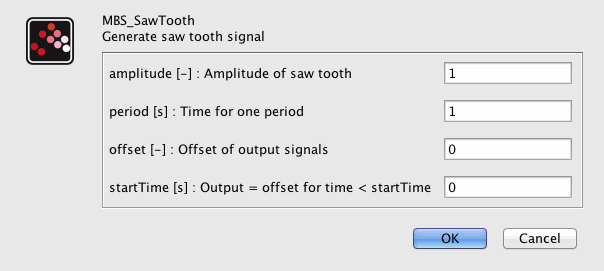 MBS_SawTooth
Generate saw tooth signal
amplitude [-] : Amplitude of saw tooth 1
period [s] : Time for one period 1
offset [-] : Offset of output signals 0
startTime [s] : Output = offset for time < startTime 0
OK Cancel